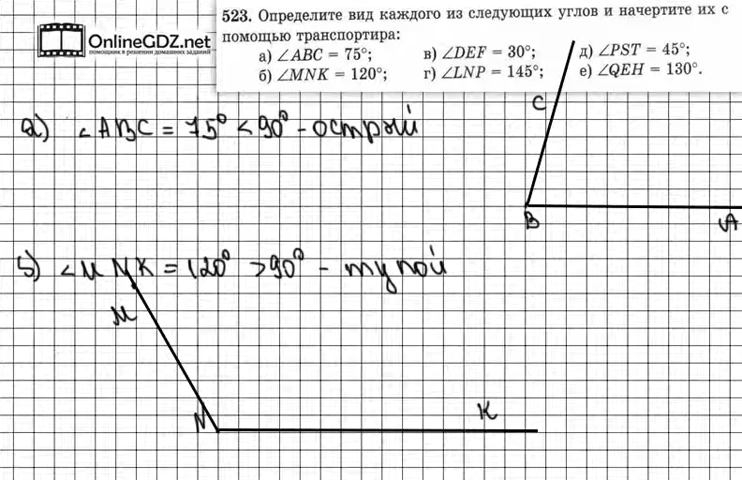 OnlineGDZ.net
помощник в решении домашних заданий
523. Определите вид каждого из следующих углов и начертите их с
помощью транспортира:
а) ∠ABC = 75°; в) ∠DEF = 30°; д) ∠PST = 45°;
б) ∠MNK = 120°; г) ∠LNP = 145°; е) ∠QEH = 130°.
C
а) ∠ABC = 75° < 90° - острый
B A
б) ∠MNK = 120° > 90° - тупой
M
K
N